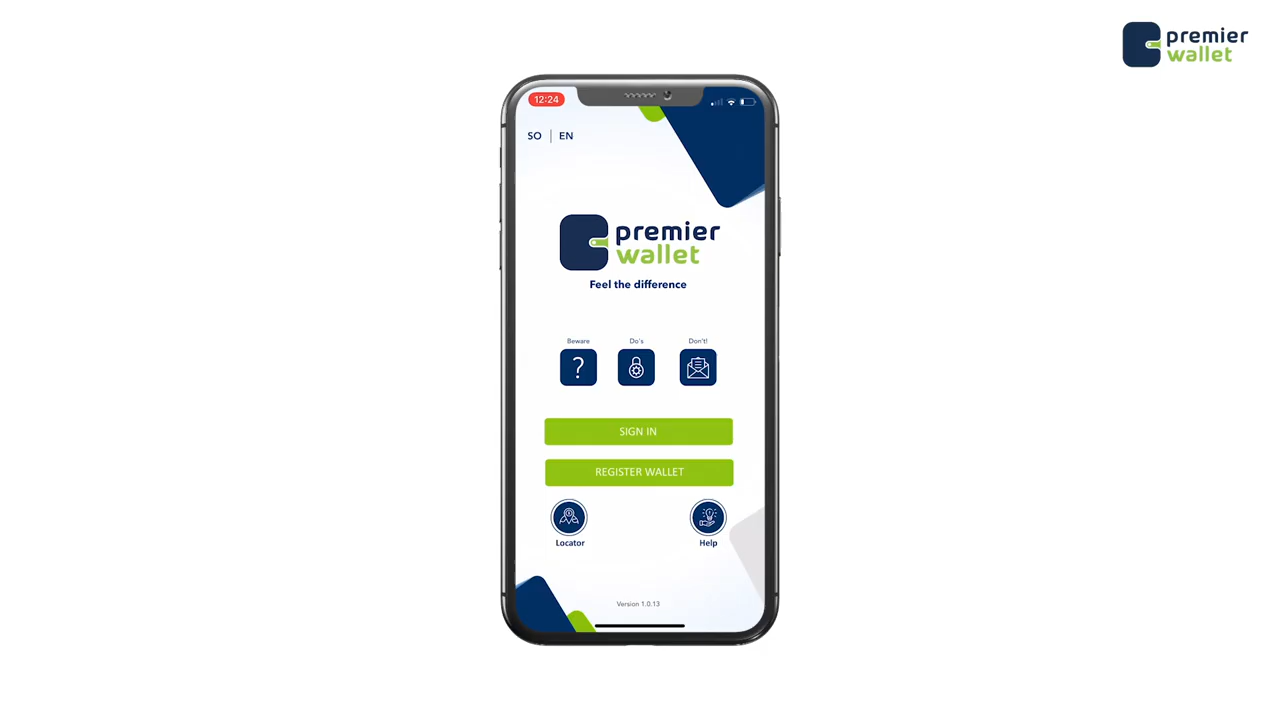 premier
wallet
12:24
SO | EN
premier
wallet
Feel the difference
Beware
Do's
Don't!
SIGN IN
REGISTER WALLET
Locator
Help
Version 1.0.13